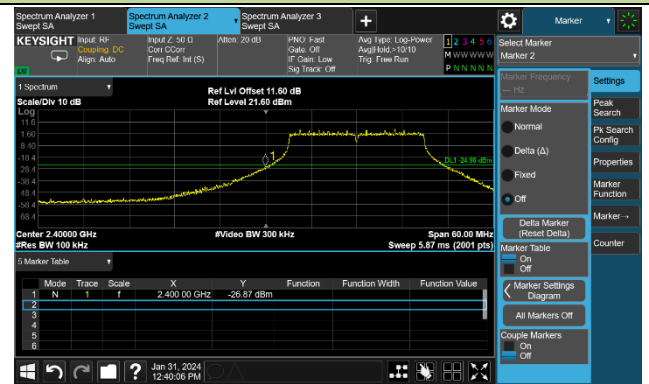 Spectrum Analyzer 1
Swept SA
Spectrum Analyzer 2
Swept SA
Spectrum Analyzer 3
Swept SA
+
Marker
KEYSIGHT
Input: RF
Coupling: DC
Align: Auto
Input Z: 50 Ω
Corr CCorr
Freq Ref: Int (S)
Atten: 20 dB
PNO: Fast
Gate: Off
IF Gain: Low
Sig Track: Off
Avg Type: Log-Power
Avg|Hold:>10/10
Trig: Free Run
1 2 3 4 5 6
M W W W W W
P N N N N N
LXI
Select Marker
Marker 2
1 Spectrum
Scale/Div 10 dB
Ref Lvl Offset 11.60 dB
Ref Level 21.60 dBm
Log
11.6
1.60
-8.40
-18.4
-28.4
-38.4
-48.4
-58.4
-68.4
1
DL1 -24.96 dBm
Center 2.40000 GHz
#Res BW 100 kHz
#Video BW 300 kHz
Span 60.00 MHz
Sweep 5.87 ms (2001 pts)
5 Marker Table
Mode Trace Scale X Y Function Function Width Function Value
1 N 1 f 2.400 00 GHz -26.87 dBm
2
3
4
5
6
Marker Frequency
--- Hz
Marker Mode
Normal
Delta (Δ)
Fixed
Off
Delta Marker
(Reset Delta)
Marker Table
On
Off
Marker Settings
Diagram
All Markers Off
Couple Markers
On
Off
Settings
Peak
Search
Pk Search
Config
Properties
Marker
Function
Marker→
Counter
?
Jan 31, 2024
12:40:06 PM